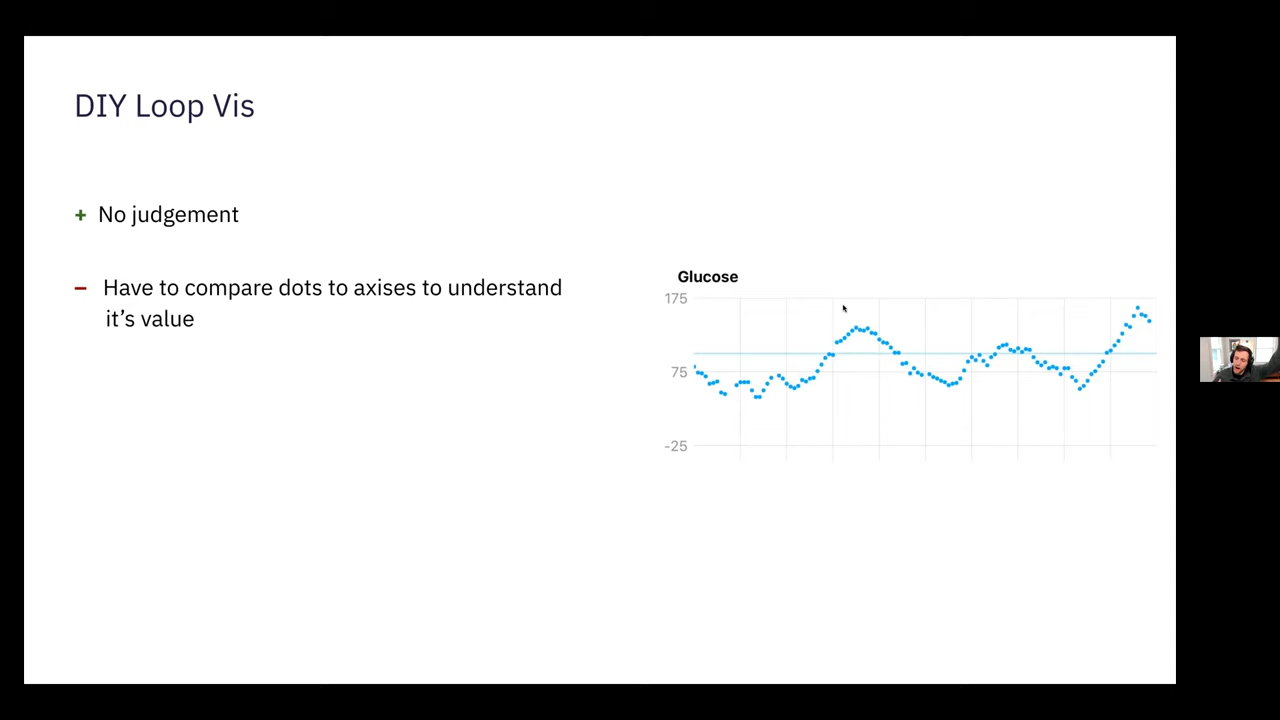 DIY Loop Vis
+ No judgement
– Have to compare dots to axises to understand
it's value
Glucose
175
75
-25